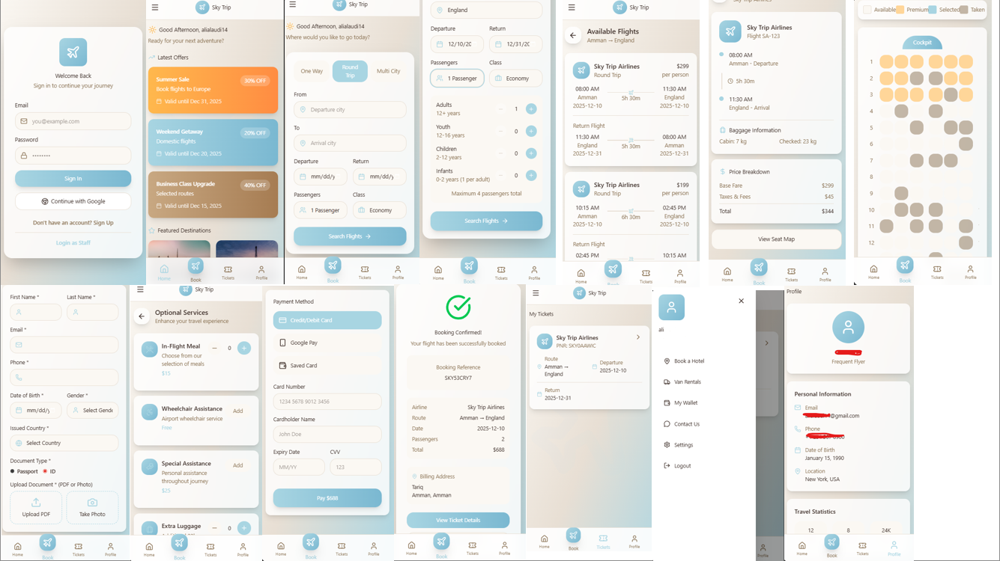 Welcome Back
Sign in to continue your journey
Email
you@example.com
Password
••••••••
Sign In
Continue with Google
Don't have an account? Sign Up
Login as Staff
Sky Trip
Good Afternoon, alialaudi14
Ready for your next adventure?
Latest Offers
Summer Sale
30% OFF
Book flights to Europe
Valid until Dec 31, 2025
Weekend Getaway
20% OFF
Domestic flights
Valid until Dec 20, 2025
Business Class Upgrade
40% OFF
Selected routes
Valid until Dec 15, 2025
Featured Destinations
Home
Book
Tickets
Profile
Sky Trip
Good Afternoon, alialaudi14
Where would you like to go today?
One Way
Round
Trip
Multi City
From
Departure city
To
Arrival city
Departure
Return
mm/dd/y
mm/dd/y
Passengers
Class
1 Passenger
Economy
Search Flights
Home
Book
Tickets
Profile
England
Departure
Return
12/10/20
12/31/20
Passengers
Class
1 Passenger
Economy
Adults
12+ years
1
Youth
12-16 years
0
Children
2-12 years
0
Infants
0-2 years (1 per adult)
0
Maximum 4 passengers total
Search Flights
Home
Book
Tickets
Profile
Sky Trip
Available Flights
Amman → England
Sky Trip Airlines
$299
Round Trip
per person
08:00 AM
11:30 AM
Amman
5h 30m
England
2025-12-10
2025-12-10
Return Flight
11:30 AM
08:00 AM
England
5h 30m
Amman
2025-12-31
2025-12-31
Sky Trip Airlines
$199
Round Trip
per person
10:15 AM
02:45 PM
Amman
6h 30m
England
2025-12-10
2025-12-10
Return Flight
02:45 PM
10:15 AM
Home
Book
Tickets
Profile
Sky Trip Airlines
Flight SA-123
08:00 AM
Amman - Departure
5h 30m
11:30 AM
England - Arrival
Baggage Information
Cabin: 7 kg
Checked: 23 kg
Price Breakdown
Base Fare
$299
Taxes & Fees
$45
Total
$344
View Seat Map
Home
Book
Tickets
Profile
Available
Premium
Selected
Taken
Cockpit
1
2
3
4
5
6
7
8
9
10
11
12
Home
Book
Tickets
Profile
First Name *
Last Name *
Email *
Phone *
Date of Birth *
Gender *
mm/dd/y
Select Gende
Issued Country *
Select Country
Document Type *
Passport
ID
Upload Document * (PDF or Photo)
Upload PDF
Take Photo
Home
Book
Tickets
Profile
Sky Trip
Optional Services
Enhance your travel experience
In-Flight Meal
0
Choose from our
selection of meals
$15
Wheelchair Assistance
Add
Airport wheelchair service
Free
Special Assistance
Add
Personal assistance
throughout journey
$25
Extra Luggage
0
Home
Book
Tickets
Profile
Payment Method
Credit/Debit Card
Google Pay
Saved Card
Card Number
1234 5678 9012 3456
Cardholder Name
John Doe
Expiry Date
CVV
MM/YY
123
Pay $688
Home
Book
Tickets
Profile
Booking Confirmed!
Your flight has been successfully booked
Booking Reference
SKY53CRY7
Airline
Sky Trip Airlines
Route
Amman → England
Date
2025-12-10
Passengers
2
Total
$688
Billing Address
Tariq
Amman, Amman
View Ticket Details
Home
Book
Tickets
Profile
Sky Trip
My Tickets
Sky Trip Airlines
PNR: SKY0AAWIC
Route
Amman →
England
Departure
2025-12-10
Return
2025-12-31
Home
Book
Tickets
Profile
ali
Book a Hotel
Van Rentals
My Wallet
Contact Us
Settings
Logout
Profile
Profile
Frequent Flyer
Personal Information
Email
@gmail.com
Phone
Date of Birth
January 15, 1990
Location
New York, USA
Travel Statistics
12
8
24K
Home
Book
Tickets
Profile